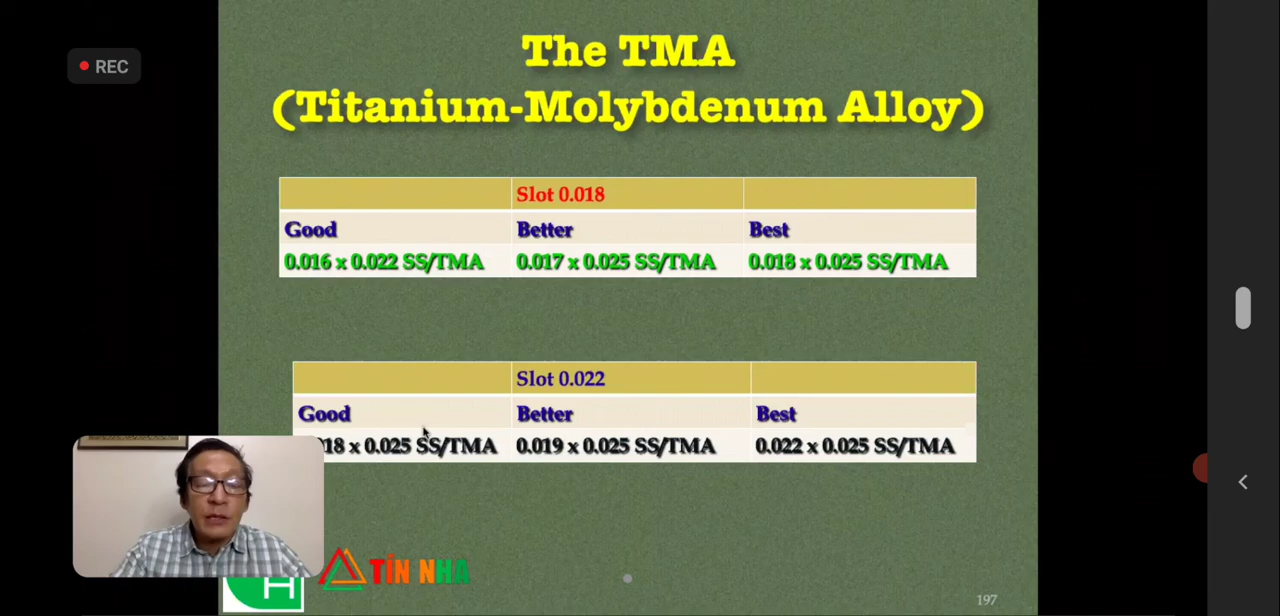 REC
The TMA
(Titanium-Molybdenum Alloy)
Slot 0.018
Good Better Best
0.016 x 0.022 SS/TMA 0.017 x 0.025 SS/TMA 0.018 x 0.025 SS/TMA
Slot 0.022
Good Better Best
18 x 0.025 SS/TMA 0.019 x 0.025 SS/TMA 0.022 x 0.025 SS/TMA
TÍN NHA
H
197